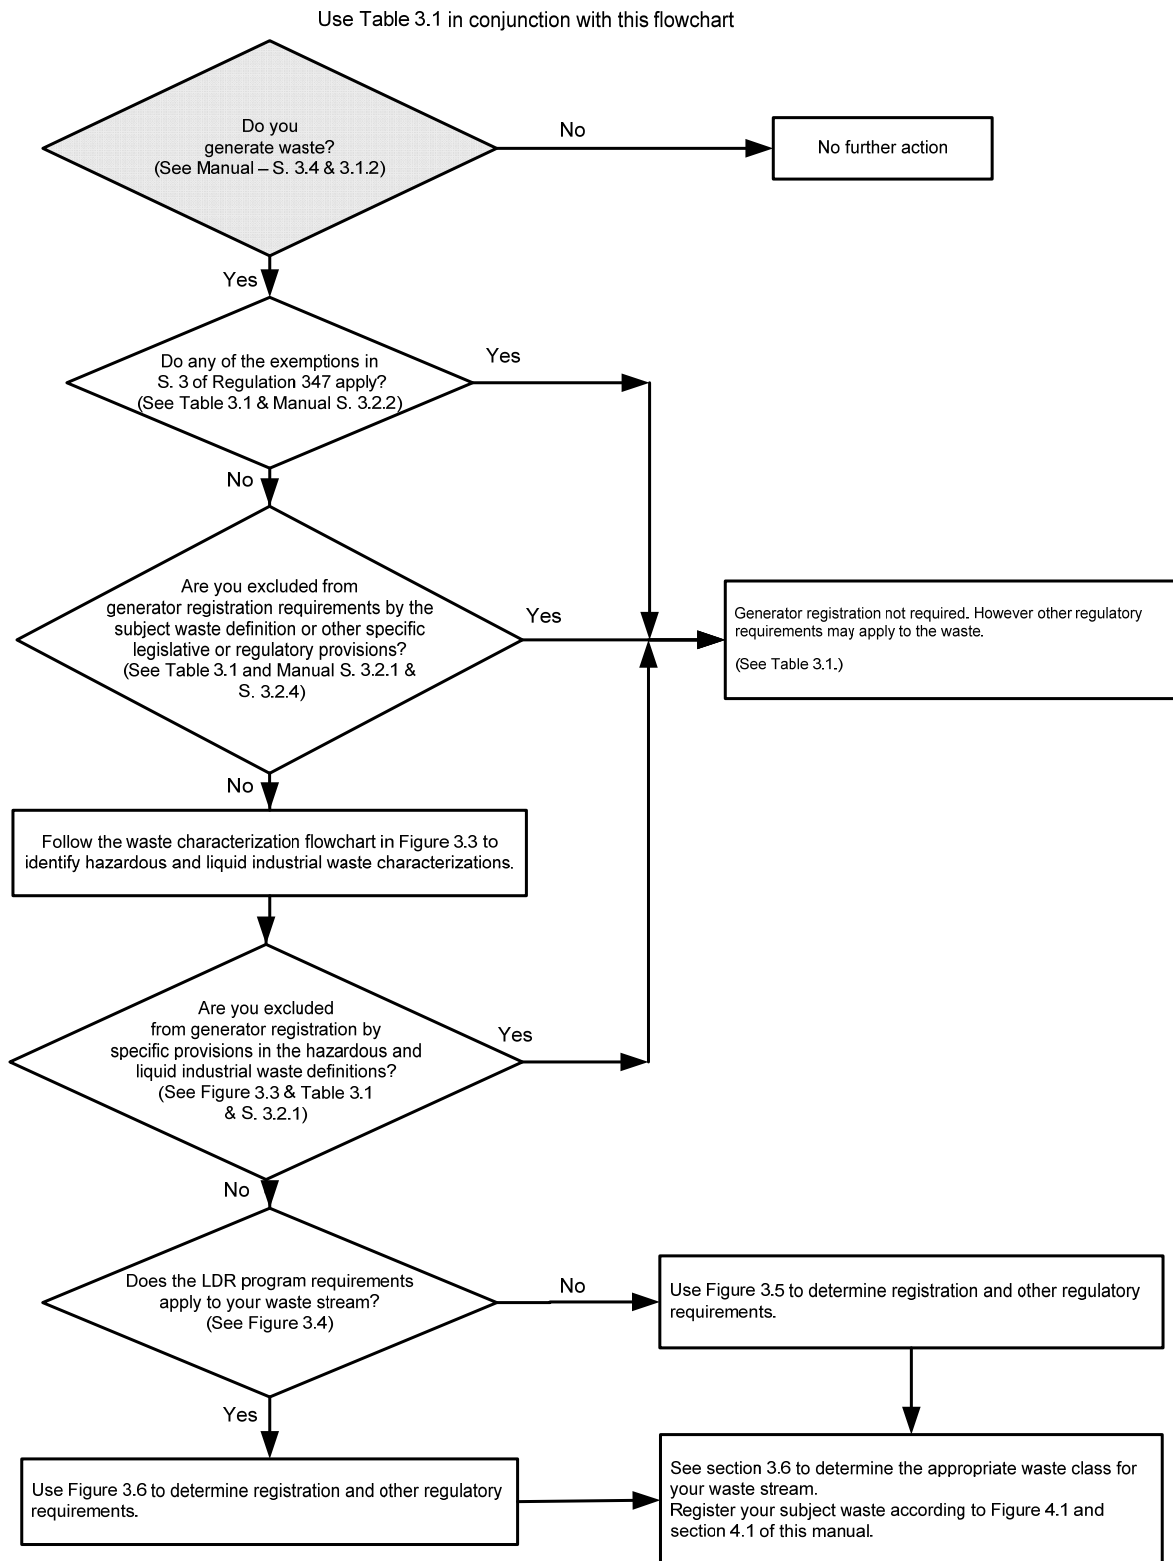 Use Table 3.1 in conjunction with this flowchart
Do you
generate waste?
(See Manual – S. 3.4 & 3.1.2)
No
No further action
Yes
Do any of the exemptions in
S. 3 of Regulation 347 apply?
(See Table 3.1 & Manual S. 3.2.2)
Yes
No
Are you excluded from
generator registration requirements by the
subject waste definition or other specific
legislative or regulatory provisions?
(See Table 3.1 and Manual S. 3.2.1 &
S. 3.2.4)
Yes
Generator registration not required. However other regulatory
requirements may apply to the waste.
(See Table 3.1.)
No
Follow the waste characterization flowchart in Figure 3.3 to
identify hazardous and liquid industrial waste characterizations.
Are you excluded
from generator registration by
specific provisions in the hazardous and
liquid industrial waste definitions?
(See Figure 3.3 & Table 3.1
& S. 3.2.1)
Yes
No
Does the LDR program requirements
apply to your waste stream?
(See Figure 3.4)
No
Use Figure 3.5 to determine registration and other regulatory
requirements.
Yes
Use Figure 3.6 to determine registration and other regulatory
requirements.
See section 3.6 to determine the appropriate waste class for
your waste stream.
Register your subject waste according to Figure 4.1 and
section 4.1 of this manual.